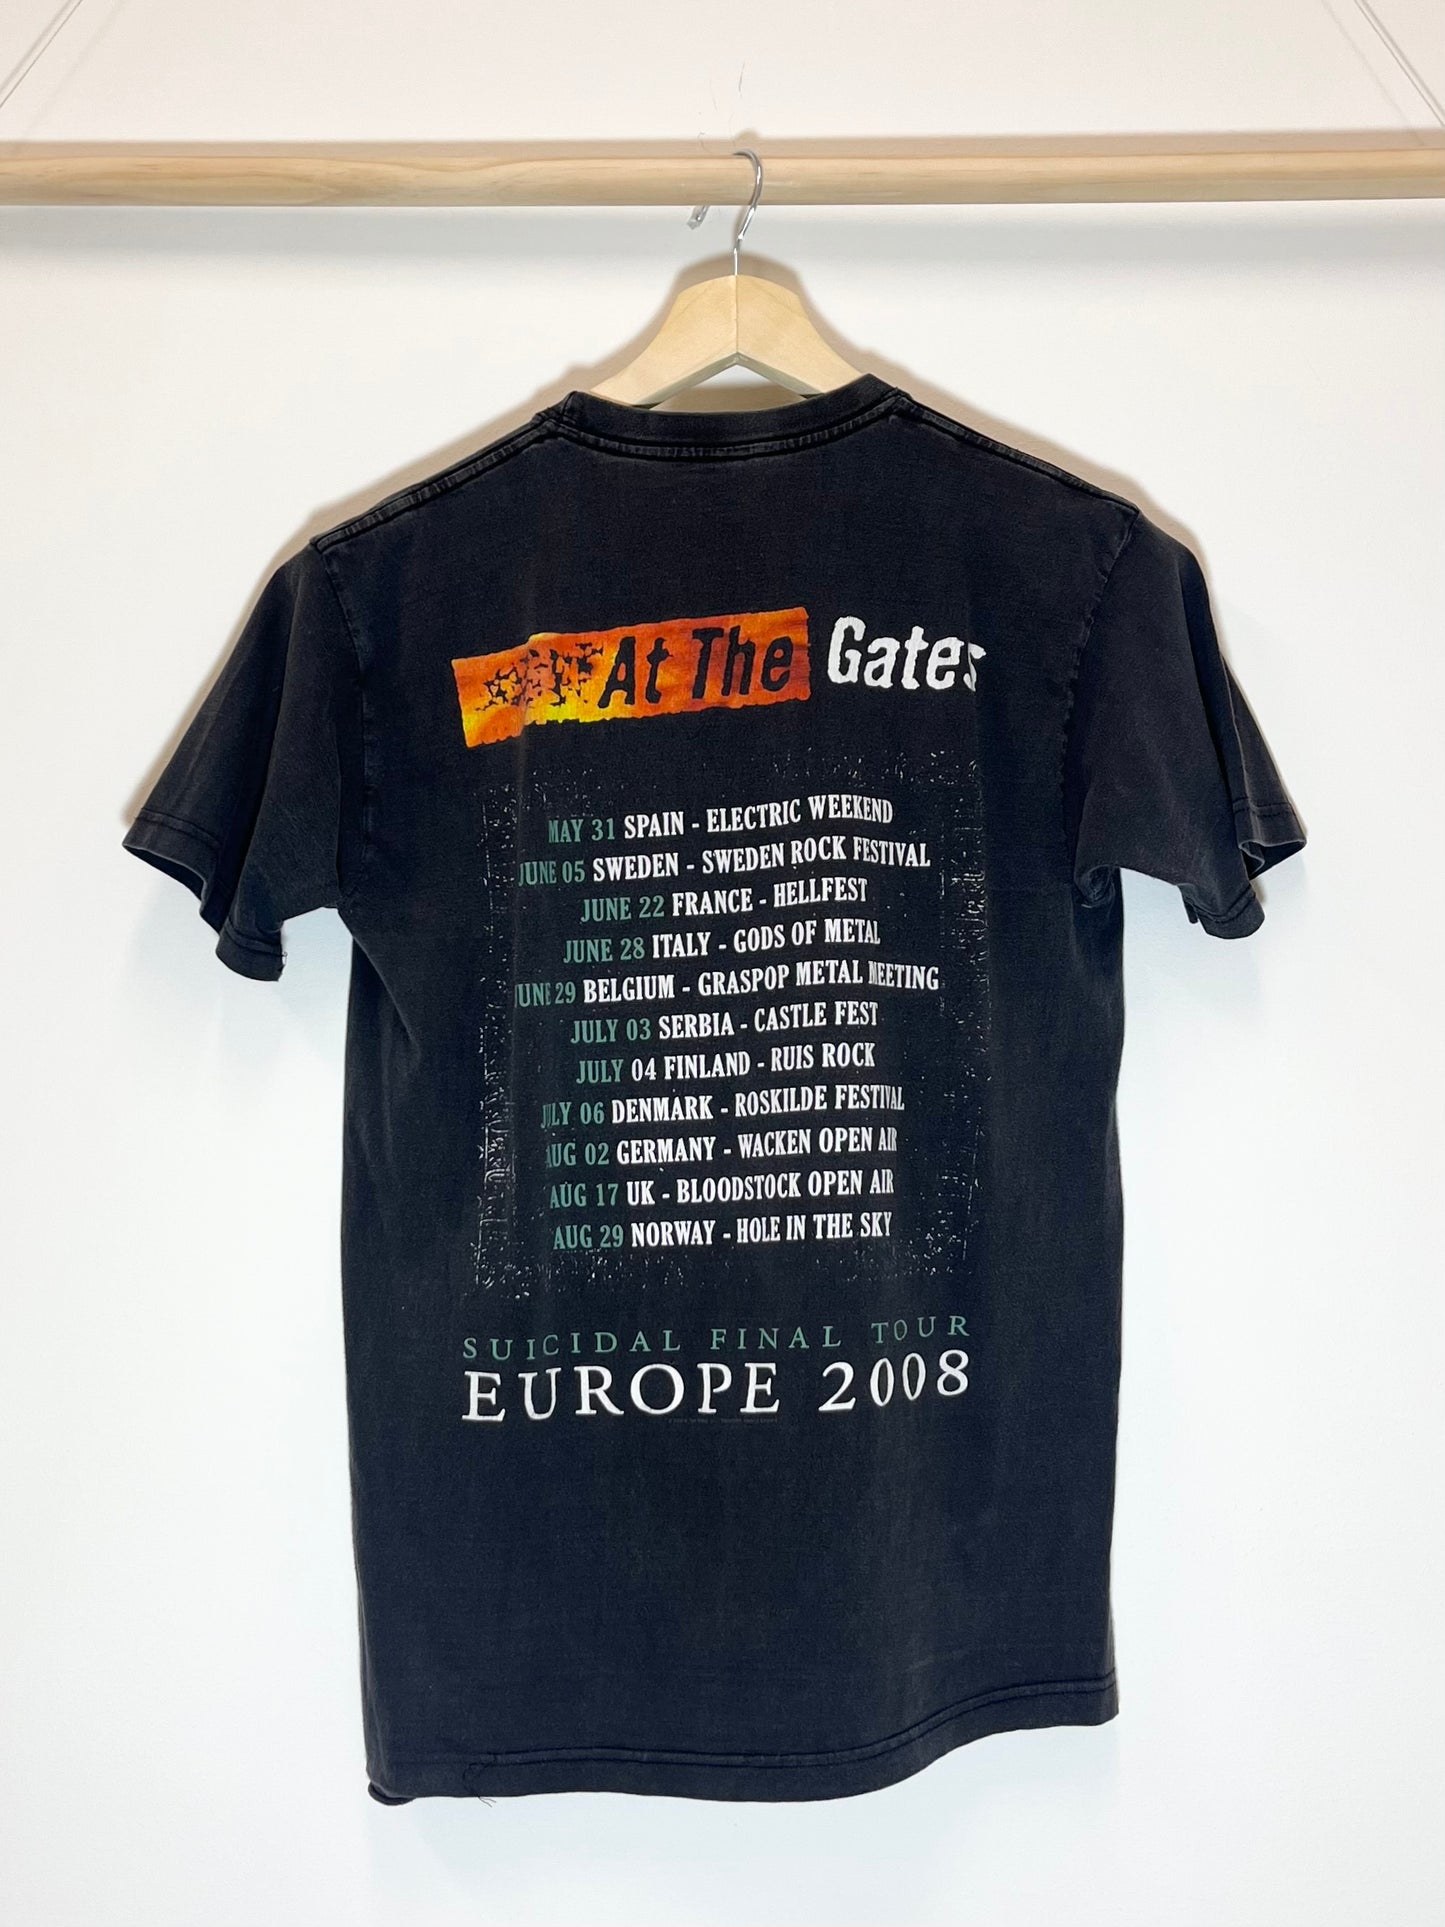 At The Gates
MAY 31 SPAIN - ELECTRIC WEEKEND
JUNE 05 SWEDEN - SWEDEN ROCK FESTIVAL
JUNE 22 FRANCE - HELLFEST
JUNE 28 ITALY - GODS OF METAL
JUNE 29 BELGIUM - GRASPOP METAL MEETING
JULY 03 SERBIA - CASTLE FEST
JULY 04 FINLAND - RUIS ROCK
JULY 06 DENMARK - ROSKILDE FESTIVAL
AUG 02 GERMANY - WACKEN OPEN AIR
AUG 17 UK - BLOODSTOCK OPEN AIR
AUG 29 NORWAY - HOLE IN THE SKY
SUICIDAL FINAL TOUR
EUROPE 2008